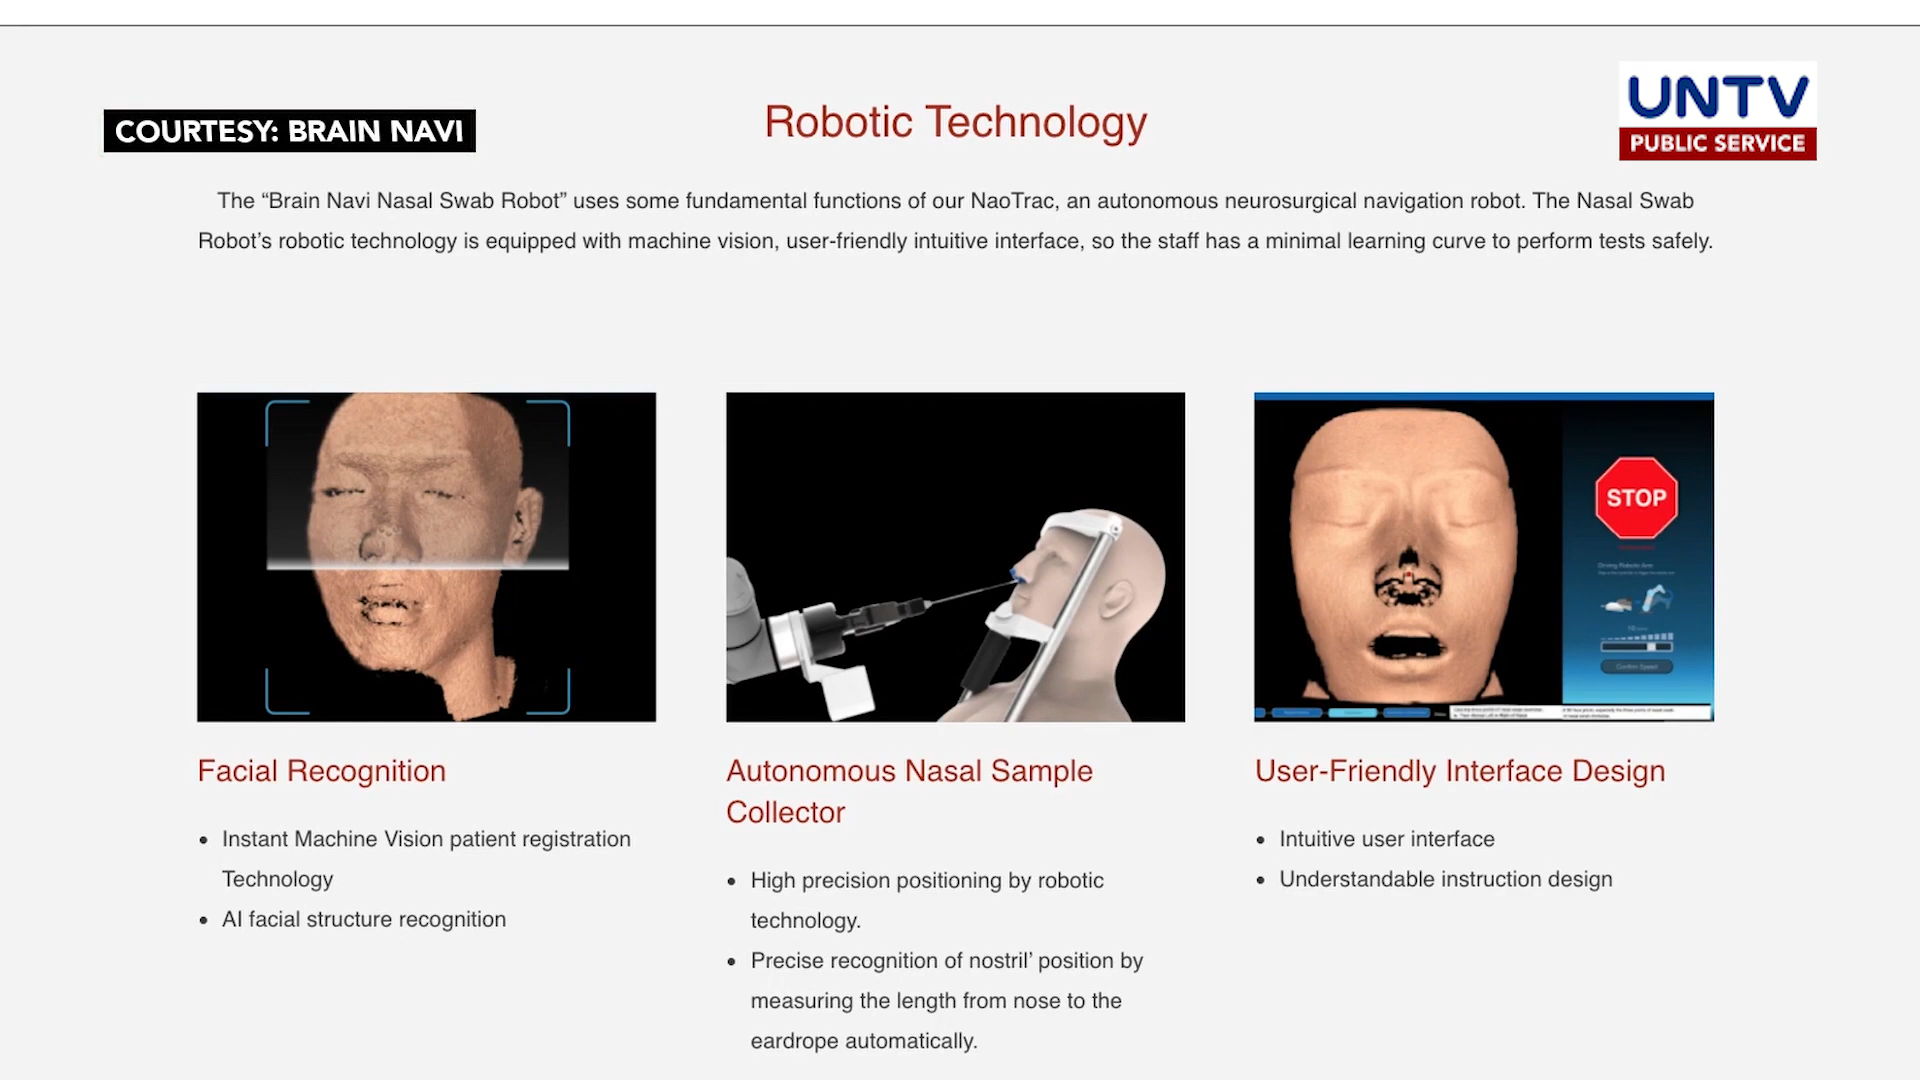 COURTESY: BRAIN NAVI
Robotic Technology
UNTV
PUBLIC SERVICE
The “Brain Navi Nasal Swab Robot” uses some fundamental functions of our NaoTrac, an autonomous neurosurgical navigation robot. The Nasal Swab
Robot’s robotic technology is equipped with machine vision, user-friendly intuitive interface, so the staff has a minimal learning curve to perform tests safely.
STOP
Driving Robotic Arm
Confirm Speed
Facial Recognition
• Instant Machine Vision patient registration
Technology
• AI facial structure recognition
Autonomous Nasal Sample
Collector
• High precision positioning by robotic
technology.
• Precise recognition of nostril’ position by
measuring the length from nose to the
eardrope automatically.
User-Friendly Interface Design
• Intuitive user interface
• Understandable instruction design